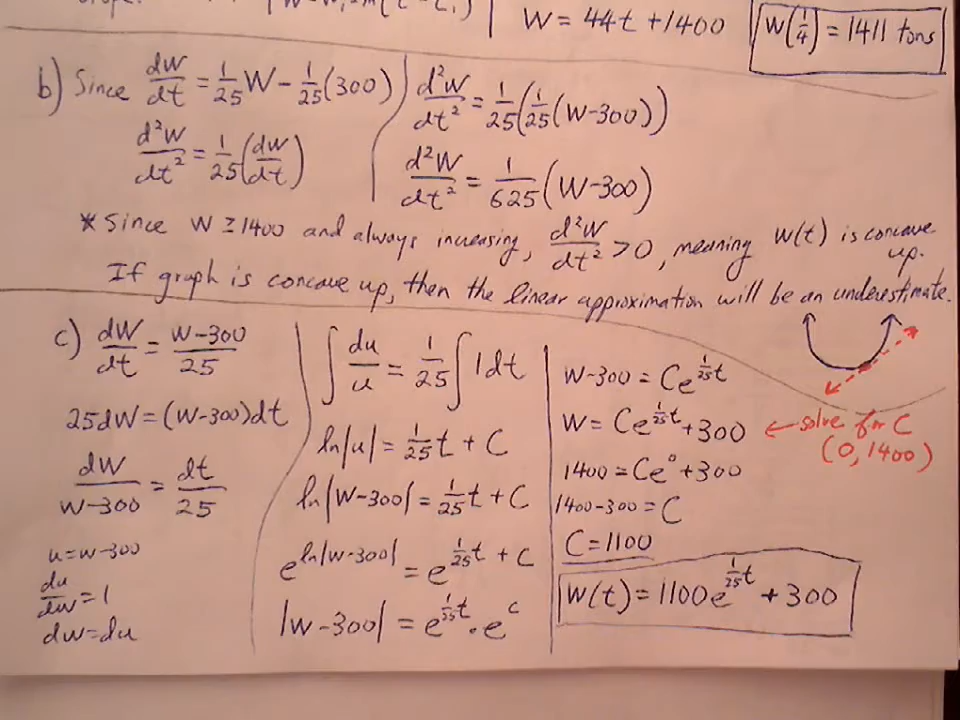 W = 44t + 1400
W(1/4) = 1411 tons
b) Since dW/dt = 1/25 W - 1/25 (300)
d²W/dt² = 1/25 (dW/dt)
d²W/dt² = 1/25 (1/25 (W-300))
d²W/dt² = 1/625 (W-300)
* Since W ≥ 1400 and always increasing, d²W/dt² > 0, meaning W(t) is concave up.
If graph is concave up, then the linear approximation will be an underestimate.
c) dW/dt = W-300/25
25dW = (W-300)dt
dW/W-300 = dt/25
u = W-300
du/dW = 1
dW = du
∫ du/u = 1/25 ∫ 1dt
ln|u| = 1/25 t + C
ln|W-300| = 1/25 t + C
e^ln|W-300| = e^1/25 t + C
|W-300| = e^1/25 t · e^C
W-300 = Ce^1/25 t
W = Ce^1/25 t + 300
← solve for C
(0, 1400)
1400 = Ce^0 + 300
1400-300 = C
C = 1100
W(t) = 1100e^1/25 t + 300